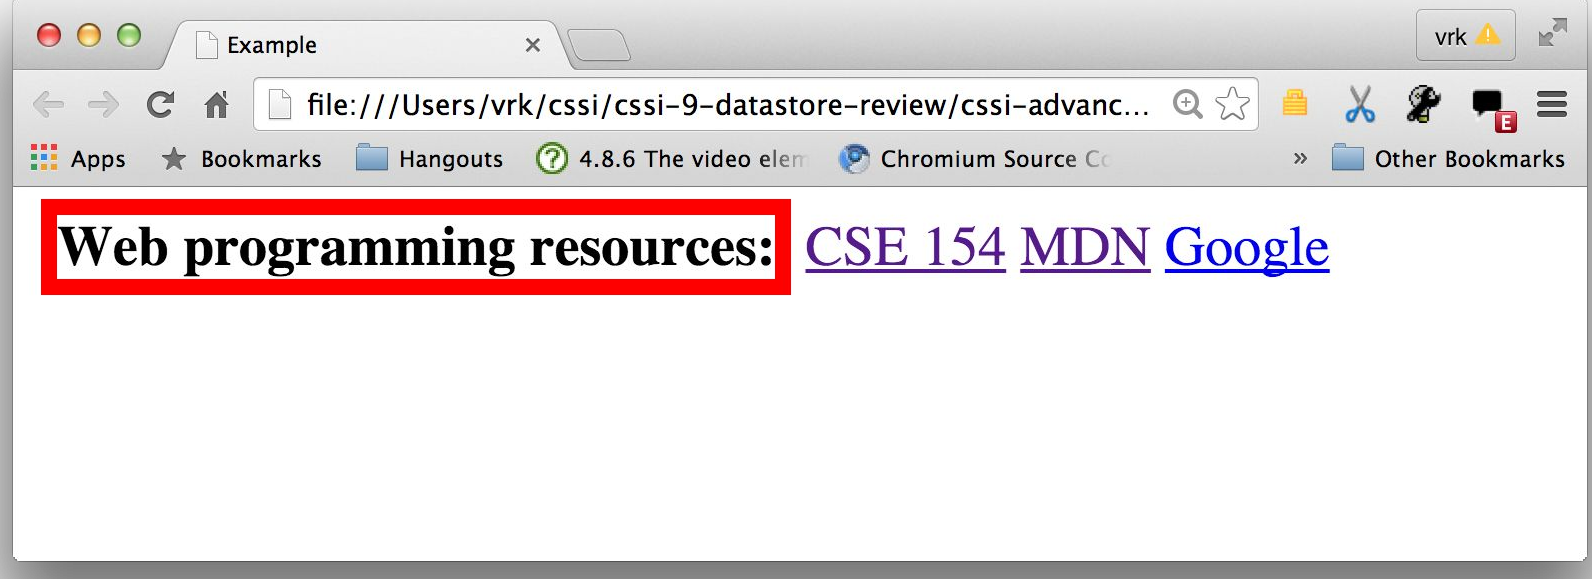 Example
vrk
file:///Users/vrk/cssi/cssi-9-datastore-review/cssi-advanc...
E
Apps Bookmarks Hangouts 4.8.6 The video elem Chromium Source Co » Other Bookmarks
Web programming resources: CSE 154 MDN Google